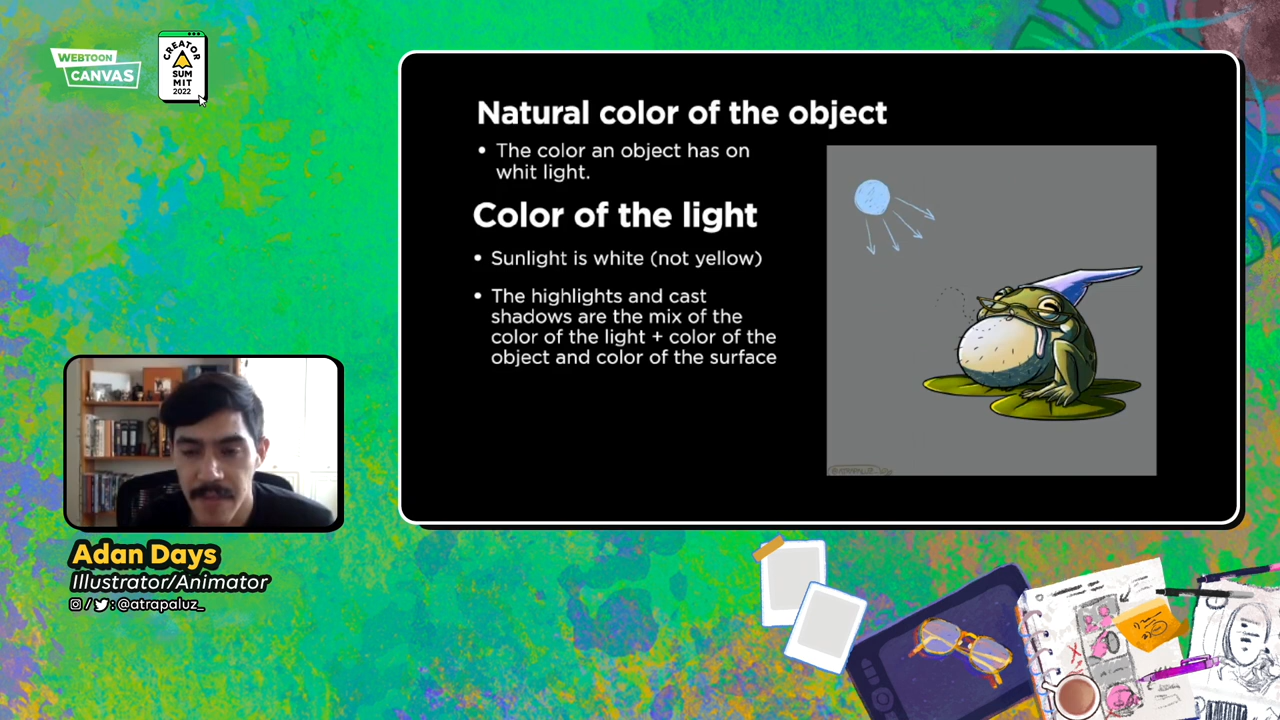 WEBTOON
CANVAS
CREATOR
SUM
MIT
2022
Natural color of the object
• The color an object has on
whit light.
Color of the light
• Sunlight is white (not yellow)
• The highlights and cast
shadows are the mix of the
color of the light + color of the
object and color of the surface
Adan Days
Illustrator/Animator
/ : @atrapaluz_